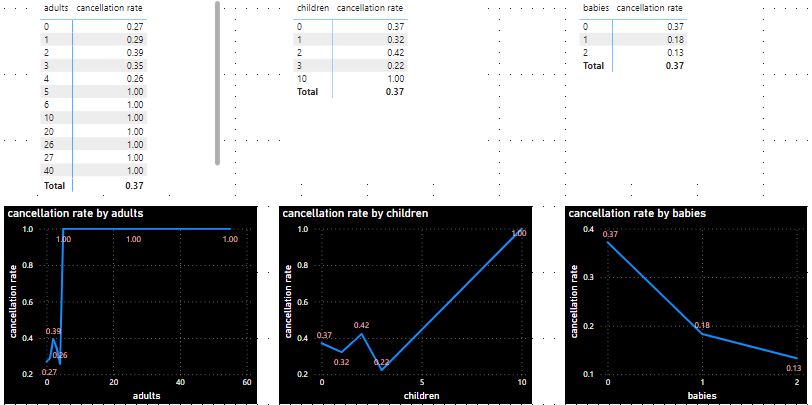 adults cancellation rate
0 0.27
1 0.29
2 0.39
3 0.35
4 0.26
5 1.00
6 1.00
10 1.00
20 1.00
26 1.00
27 1.00
40 1.00
Total 0.37
children cancellation rate
0 0.37
1 0.32
2 0.42
3 0.22
10 1.00
Total 0.37
babies cancellation rate
0 0.37
1 0.18
2 0.13
Total 0.37
cancellation rate by adults
cancellation rate
1.0
0.8
0.6
0.4
0.2
1.00 1.00 1.00
0.39
0.26
0.27
0 20 40 60
adults
cancellation rate by children
cancellation rate
1.0
0.8
0.6
0.4
0.2
1.00
0.37
0.42
0.32
0.22
0 5 10
children
cancellation rate by babies
cancellation rate
0.4
0.3
0.2
0.1
0.37
0.18
0.13
0 1 2
babies